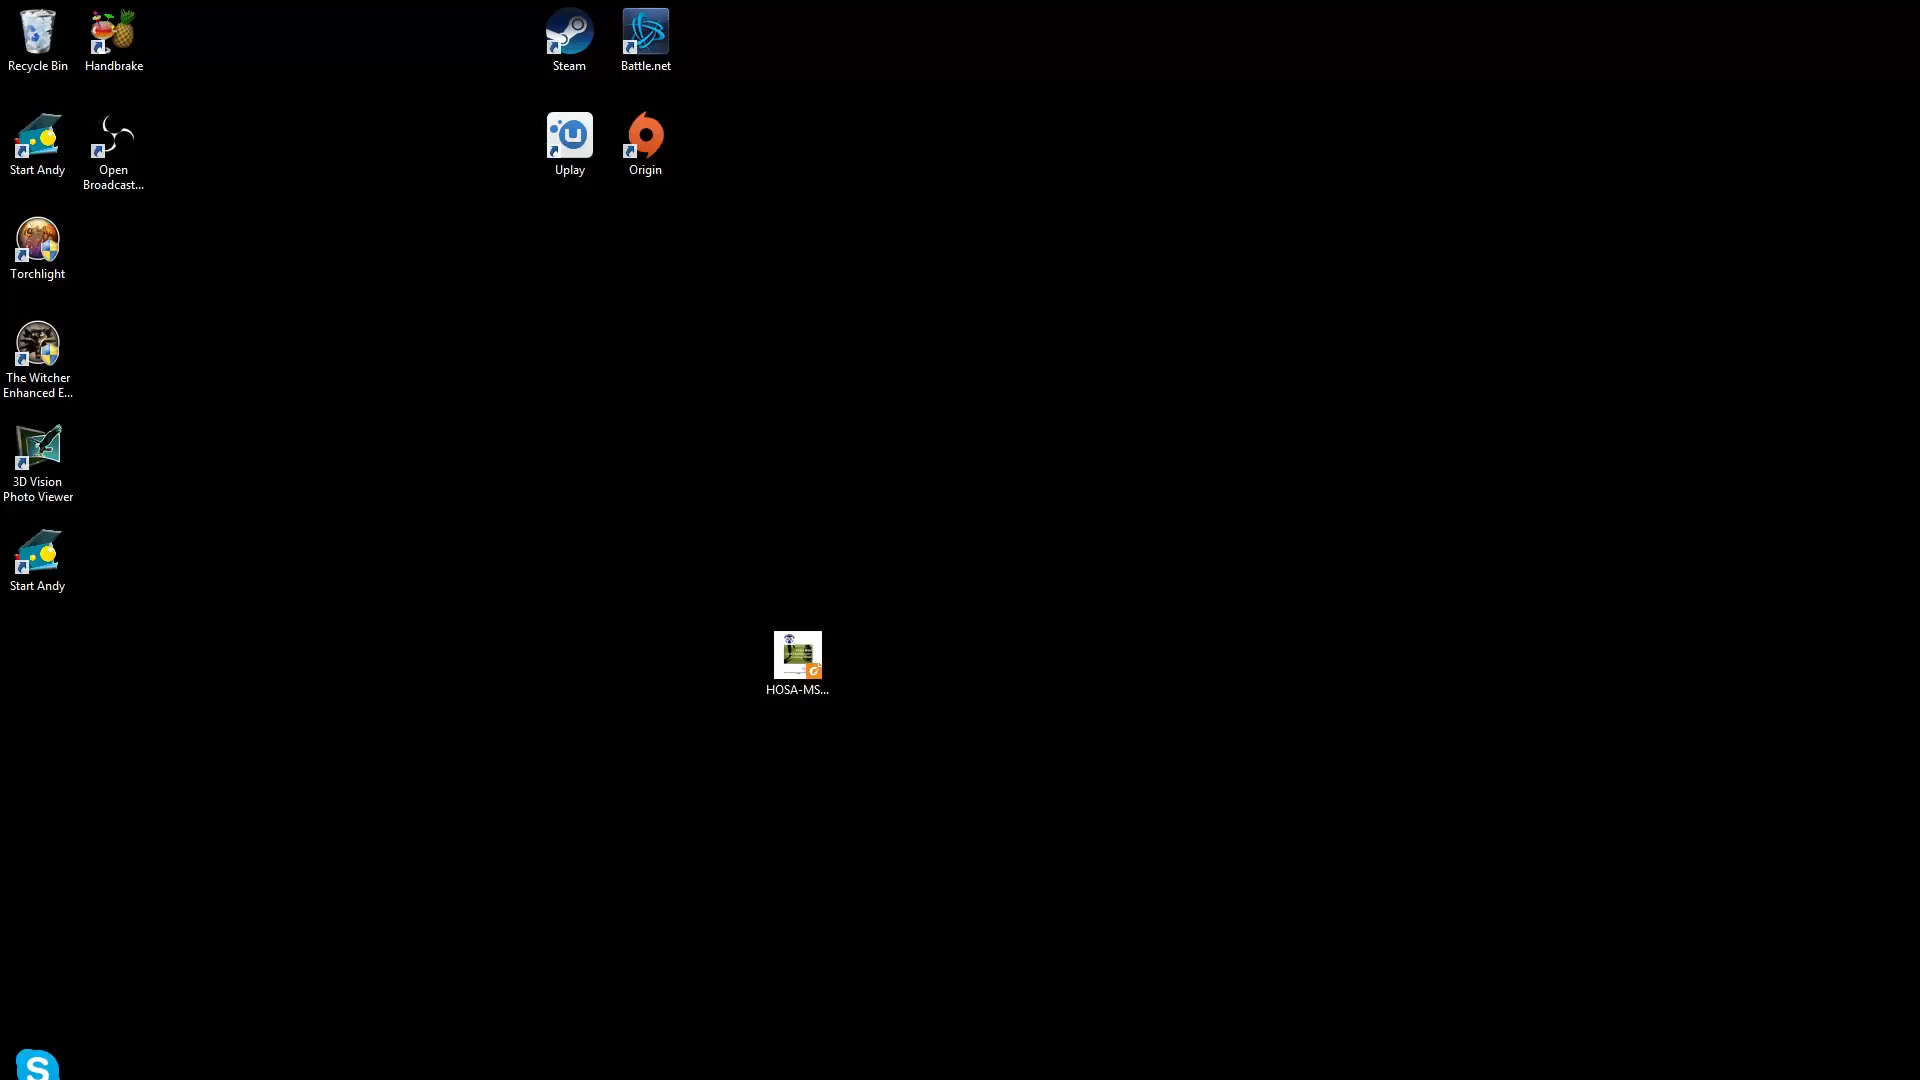 Recycle Bin
Handbrake
Steam
Battle.net
Start Andy
Open
Broadcast...
Uplay
Origin
Torchlight
The Witcher
Enhanced E...
3D Vision
Photo Viewer
Start Andy
HOSA-MS...